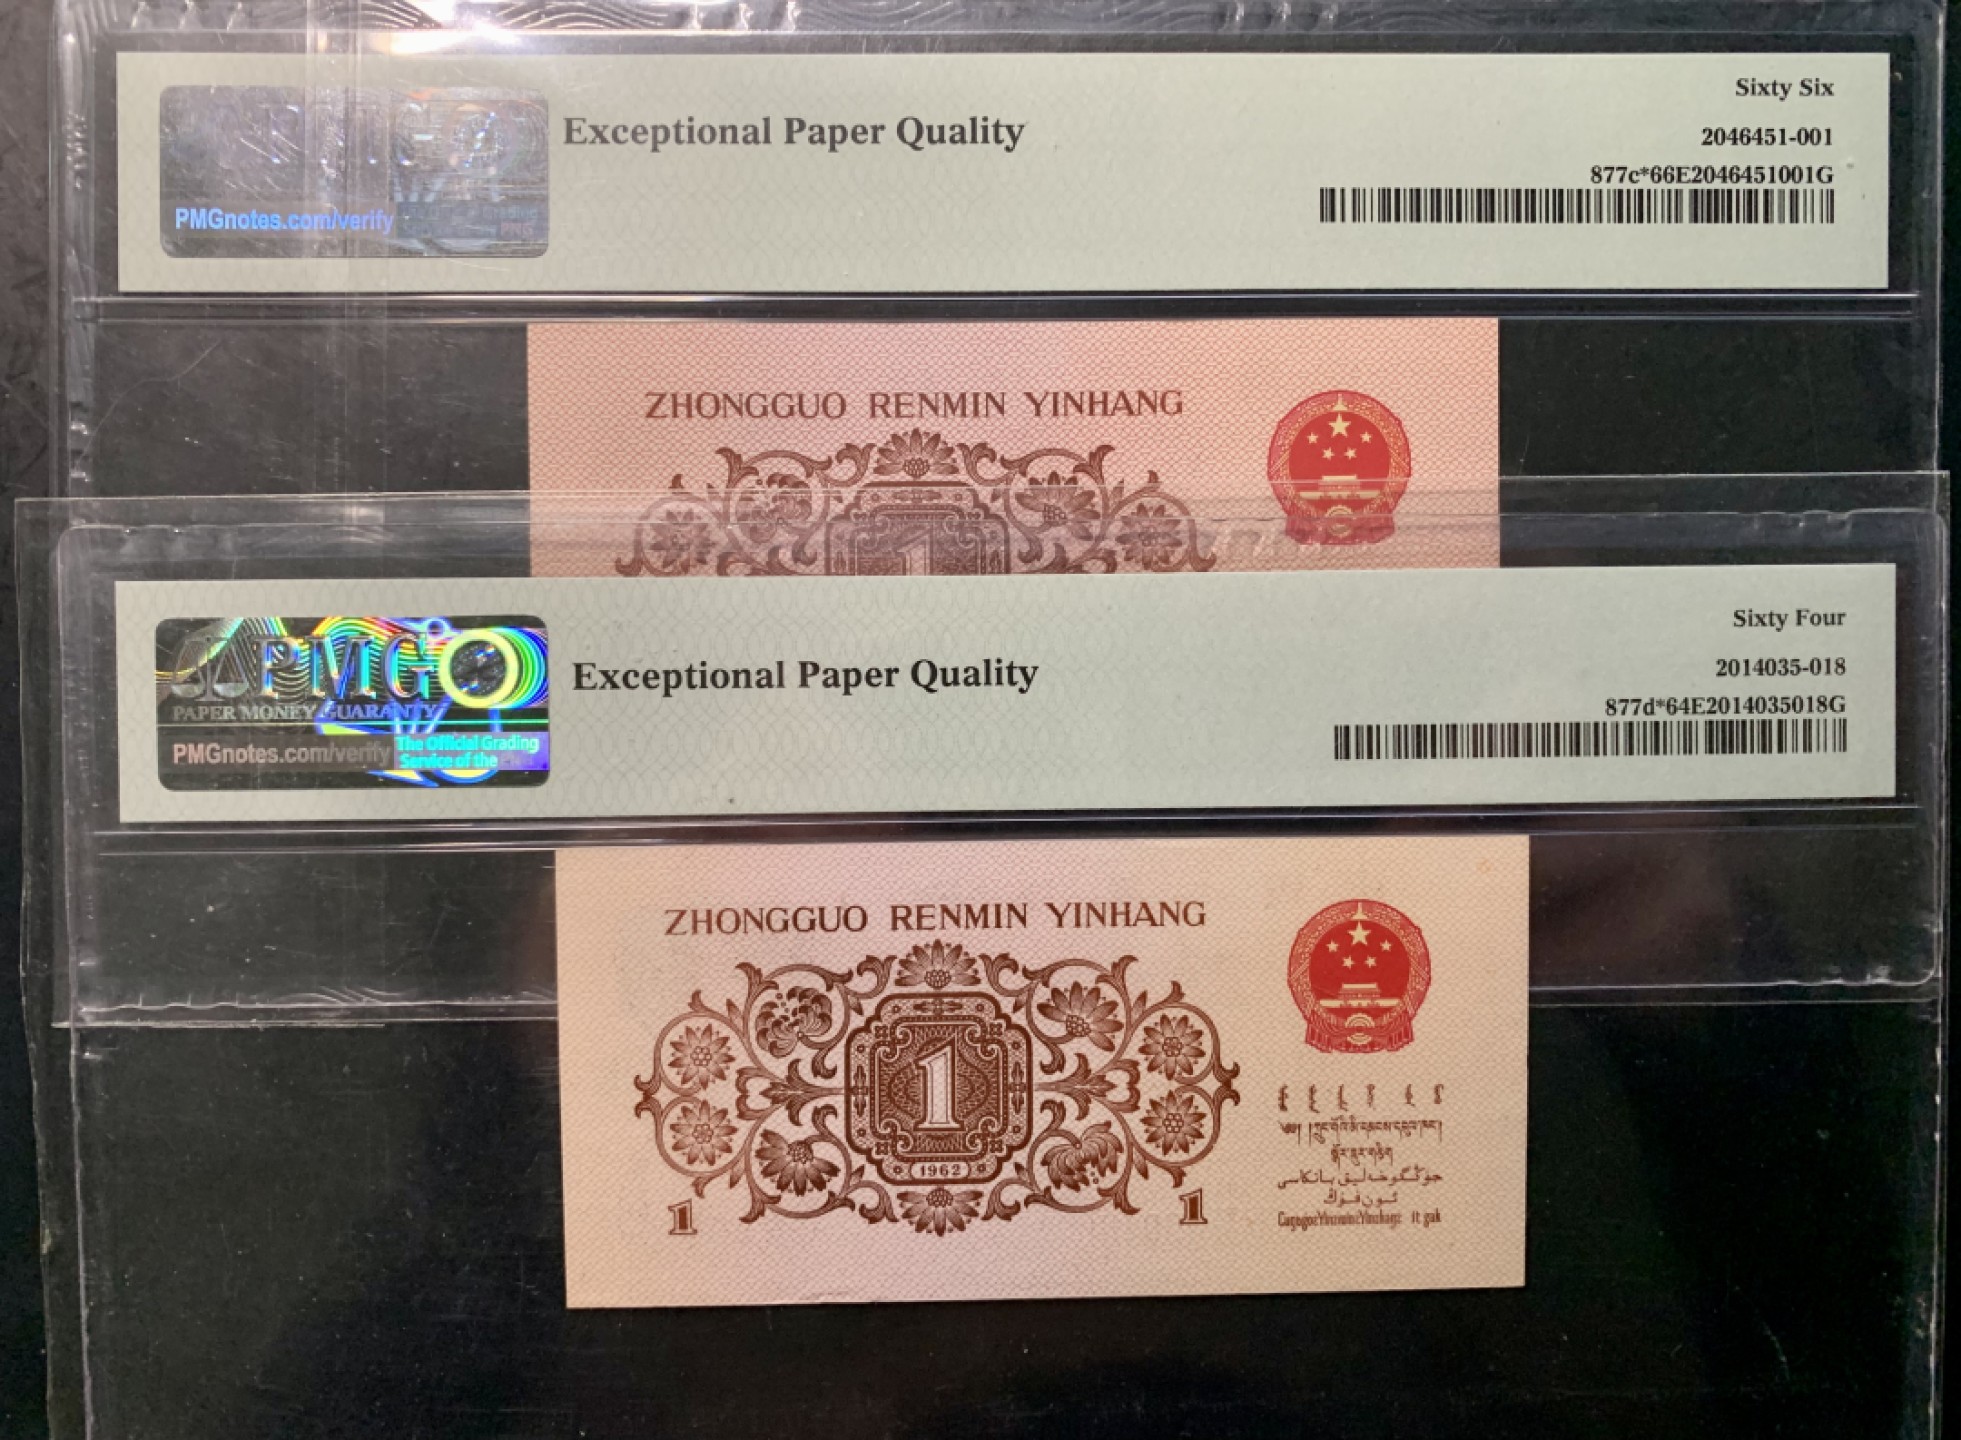 Sixty Six
Exceptional Paper Quality
2046451-001
877c*66E2046451001G
PMGnotes.com/verify
Grading
ZHONGGUO RENMIN YINHANG
1
Sixty Four
PMG
Exceptional Paper Quality
2014035-018
877d*64E2014035018G
PAPER MONEY GUARANTY
PMGnotes.com/verify
The Official Grading
Service of the
ZHONGGUO RENMIN YINHANG
1
1962
1
1